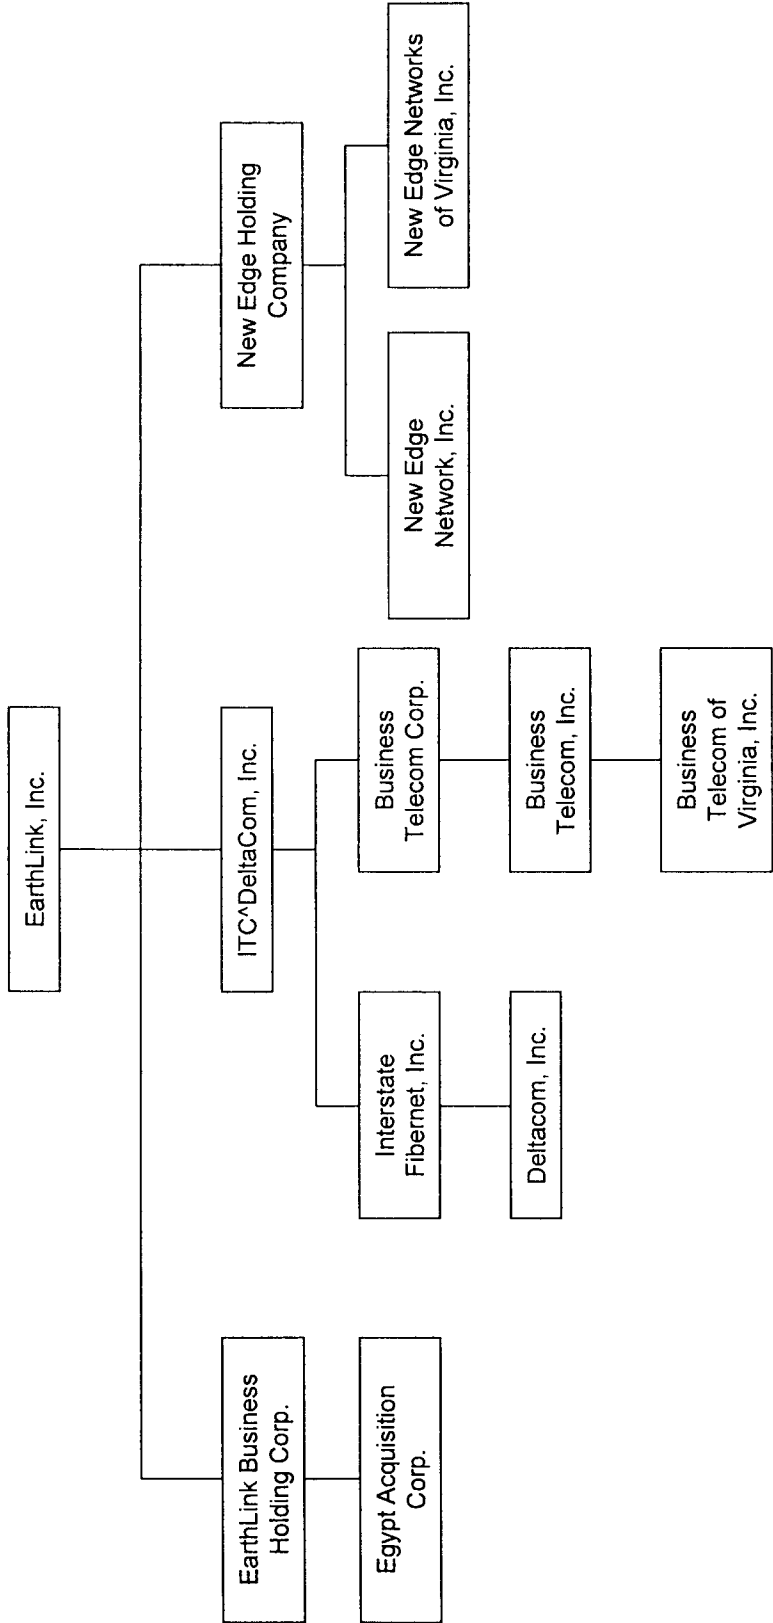 EarthLink, Inc.
EarthLink Business
Holding Corp.
ITC^DeltaCom, Inc.
New Edge Holding
Company
Egypt Acquisition
Corp.
Interstate
Fibernet, Inc.
Business
Telecom Corp.
New Edge
Network, Inc.
New Edge Networks
of Virginia, Inc.
Deltacom, Inc.
Business
Telecom, Inc.
Business
Telecom of
Virginia, Inc.